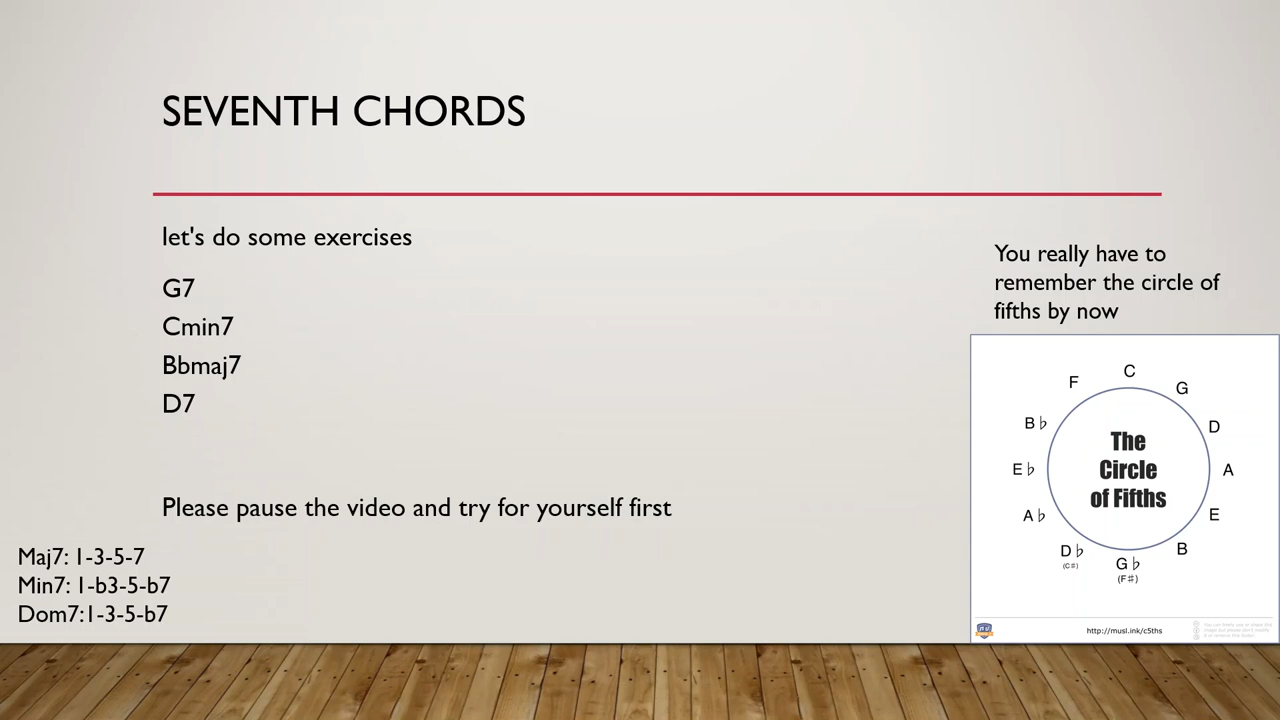 SEVENTH CHORDS
let's do some exercises
G7
Cmin7
Bbmaj7
D7
Please pause the video and try for yourself first
Maj7: 1-3-5-7
Min7: 1-b3-5-b7
Dom7:1-3-5-b7
You really have to
remember the circle of
fifths by now
C
G
D
A
E
B
G♭
(F#)
D♭
(C#)
A♭
E♭
B♭
F
The
Circle
of Fifths
http://musl.ink/c5ths